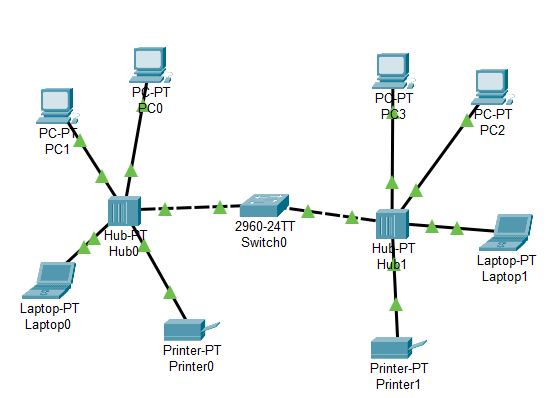 PC-PT
PC0
PC-PT
PC1
PC-PT
PC3
PC-PT
PC2
Hub-PT
Hub0
2960-24TT
Switch0
Hub-PT
Hub1
Laptop-PT
Laptop1
Laptop-PT
Laptop0
Printer-PT
Printer0
Printer-PT
Printer1